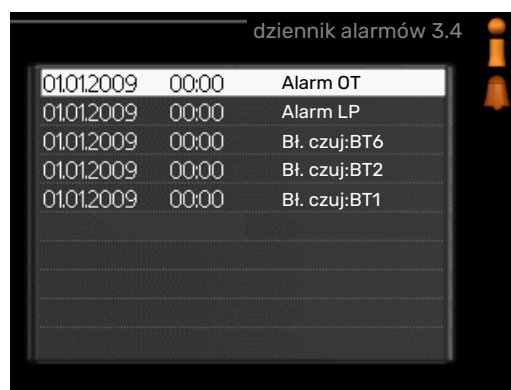 dziennik alarmów 3.4
01.01.2009 00:00 Alarm OT
01.01.2009 00:00 Alarm LP
01.01.2009 00:00 Bł. czuj:BT6
01.01.2009 00:00 Bł. czuj:BT2
01.01.2009 00:00 Bł. czuj:BT1